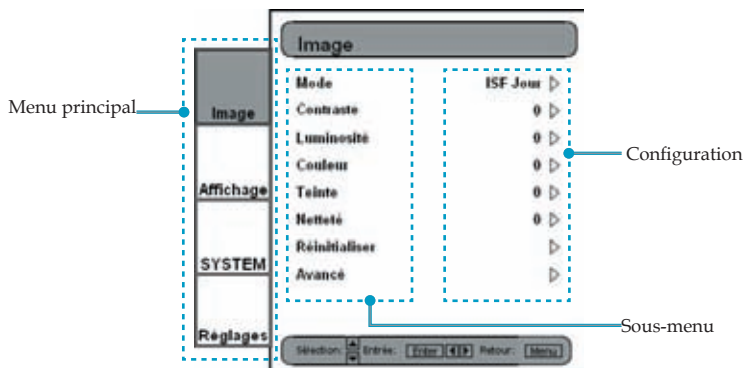 Menu principal
Image
Affichage
SYSTEM
Réglages
Image
Mode ISF Jour
Contraste 0
Luminosité 0
Couleur 0
Teinte 0
Netteté 0
Réinitialiser
Avancé
Sélection: Entrée: Enter Retour: Menu
Configuration
Sous-menu